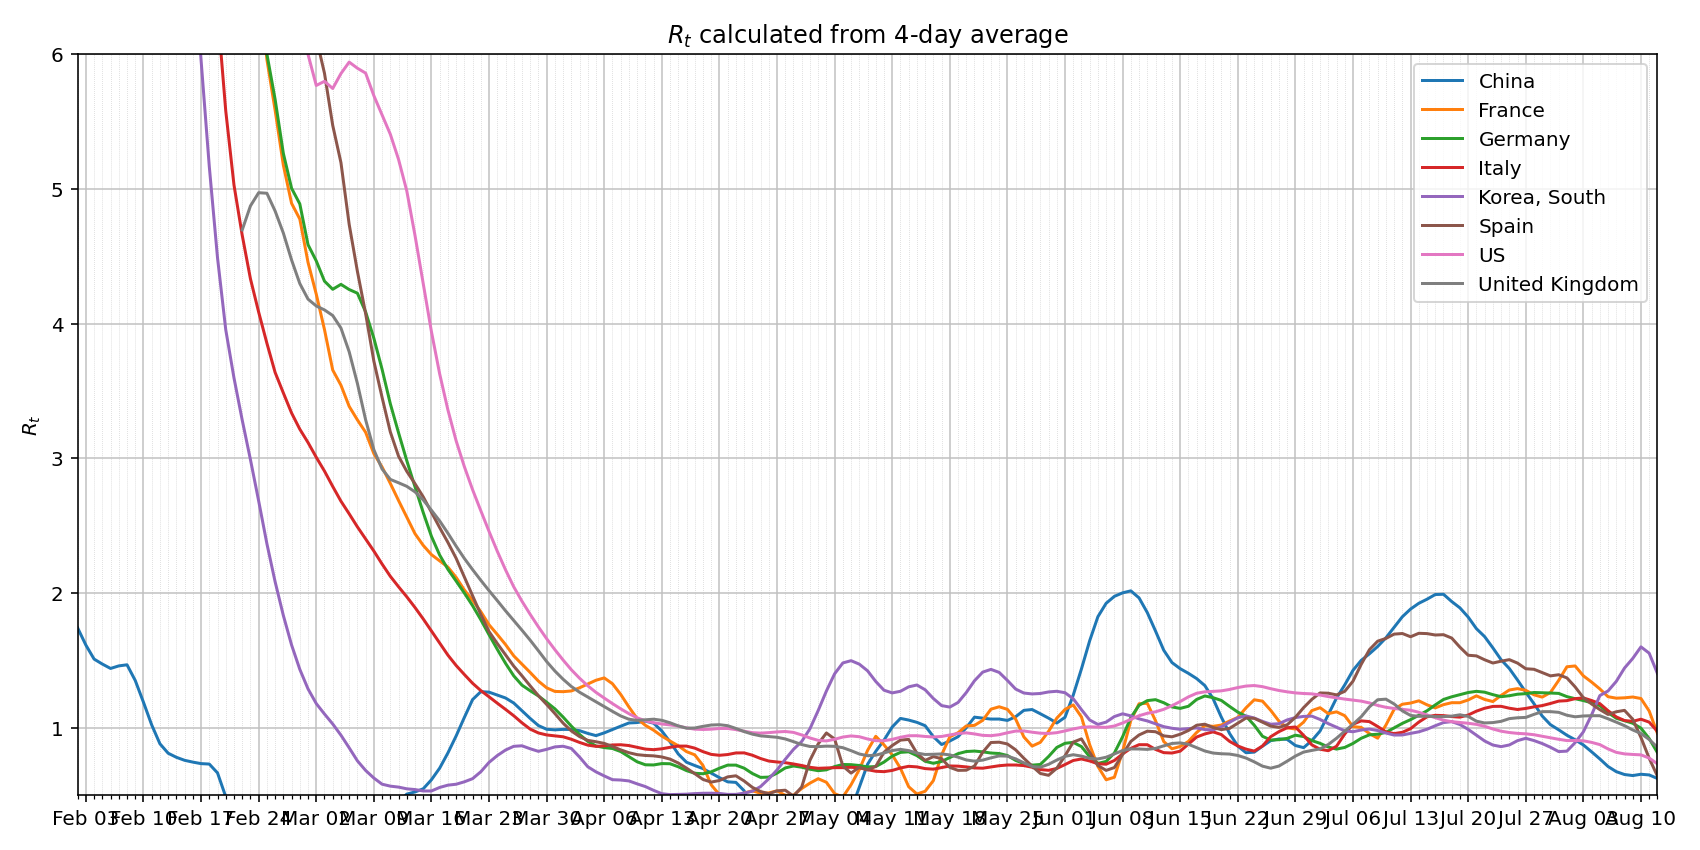 R_t calculated from 4-day average
6
5
4
3
2
1
R_t
China
France
Germany
Italy
Korea, South
Spain
US
United Kingdom
Feb 03 Feb 10 Feb 17 Feb 24 Mar 02 Mar 09 Mar 16 Mar 23 Mar 30 Apr 06 Apr 13 Apr 20 Apr 27 May 04 May 11 May 18 May 25 Jun 01 Jun 08 Jun 15 Jun 22 Jun 29 Jul 06 Jul 13 Jul 20 Jul 27 Aug 03 Aug 10